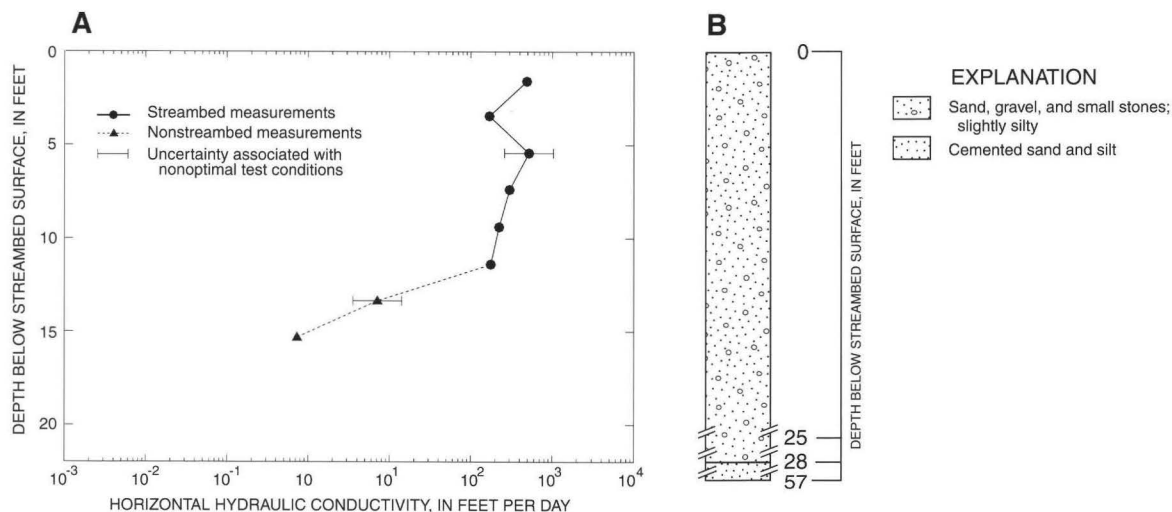 A
DEPTH BELOW STREAMBED SURFACE, IN FEET
0
5
10
15
20
Streambed measurements
Nonstreambed measurements
Uncertainty associated with
nonoptimal test conditions
10-3
10-2
10-1
10
101
102
103
104
HORIZONTAL HYDRAULIC CONDUCTIVITY, IN FEET PER DAY
B
0
25
28
57
DEPTH BELOW STREAMBED SURFACE, IN FEET
EXPLANATION
Sand, gravel, and small stones;
slightly silty
Cemented sand and silt